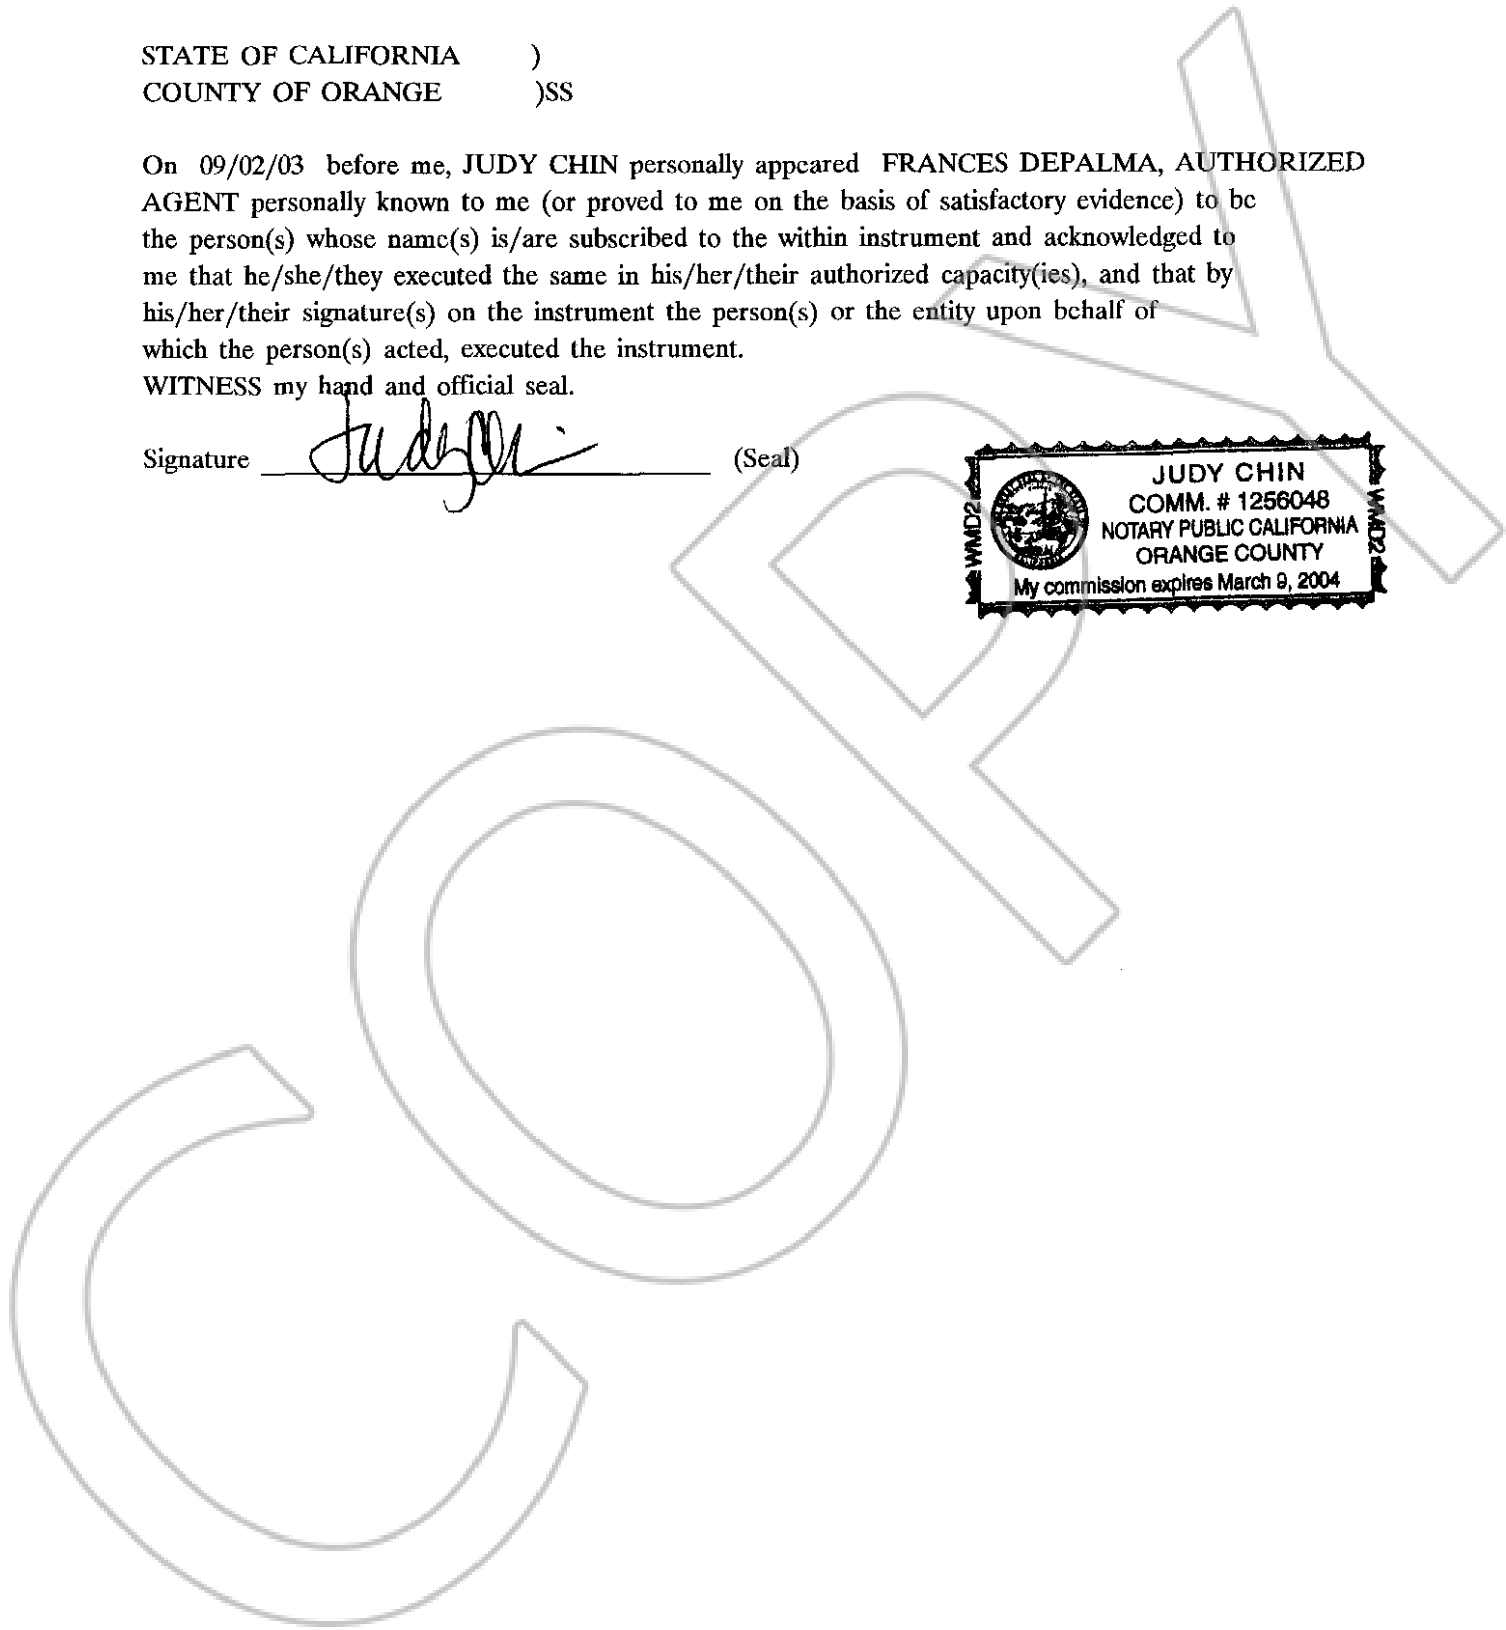 STATE OF CALIFORNIA )
COUNTY OF ORANGE )SS
On 09/02/03 before me, JUDY CHIN personally appeared FRANCES DEPALMA, AUTHORIZED
AGENT personally known to me (or proved to me on the basis of satisfactory evidence) to be
the person(s) whose name(s) is/are subscribed to the within instrument and acknowledged to
me that he/she/they executed the same in his/her/their authorized capacity(ies), and that by
his/her/their signature(s) on the instrument the person(s) or the entity upon behalf of
which the person(s) acted, executed the instrument.
WITNESS my hand and official seal.
Signature Judy Chin (Seal)
WMD2
JUDY CHIN
COMM. # 1256048
NOTARY PUBLIC CALIFORNIA
ORANGE COUNTY
My commission expires March 9, 2004
WMD2
COPY